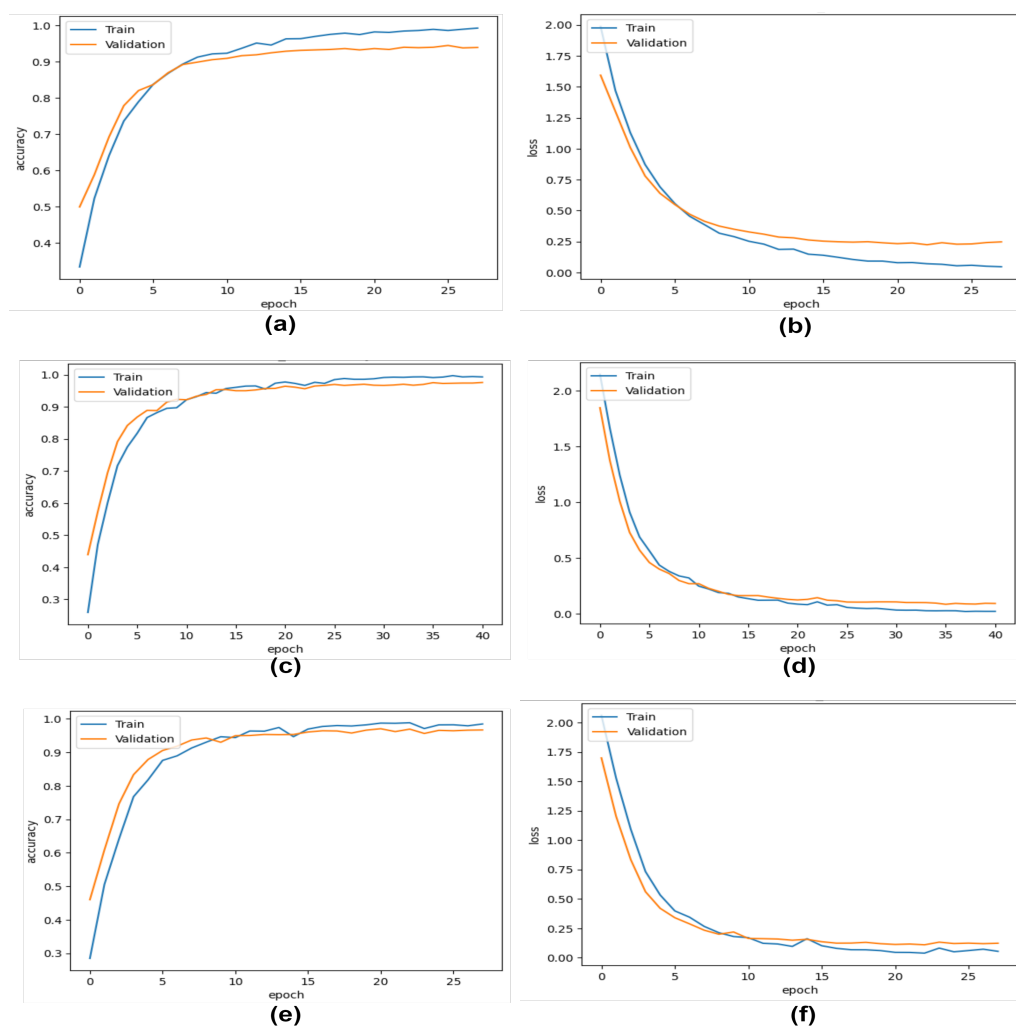 1.0
0.9
0.8
0.7
0.6
0.5
0.4
accuracy
Train
Validation
0
5
10
15
20
25
epoch
(a)
2.00
1.75
1.50
1.25
1.00
0.75
0.50
0.25
0.00
loss
Train
Validation
0
5
10
15
20
25
epoch
(b)
1.0
0.9
0.8
0.7
0.6
0.5
0.4
0.3
accuracy
Train
Validation
0
5
10
15
20
25
30
35
40
epoch
(c)
2.0
1.5
1.0
0.5
0.0
loss
Train
Validation
0
5
10
15
20
25
30
35
40
epoch
(d)
1.0
0.9
0.8
0.7
0.6
0.5
0.4
0.3
accuracy
Train
Validation
0
5
10
15
20
25
epoch
(e)
2.00
1.75
1.50
1.25
1.00
0.75
0.50
0.25
0.00
loss
Train
Validation
0
5
10
15
20
25
epoch
(f)